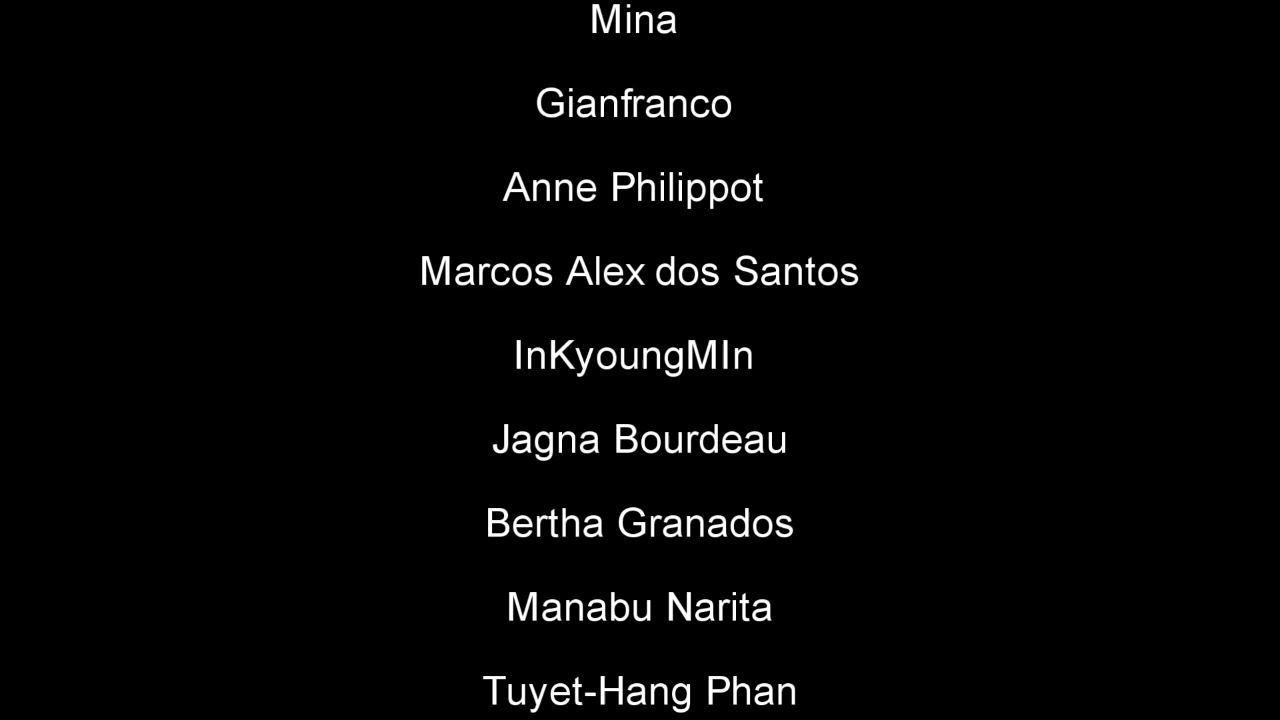 Mina
Gianfranco
Anne Philippot
Marcos Alex dos Santos
InKyoungMIn
Jagna Bourdeau
Bertha Granados
Manabu Narita
Tuyet-Hang Phan